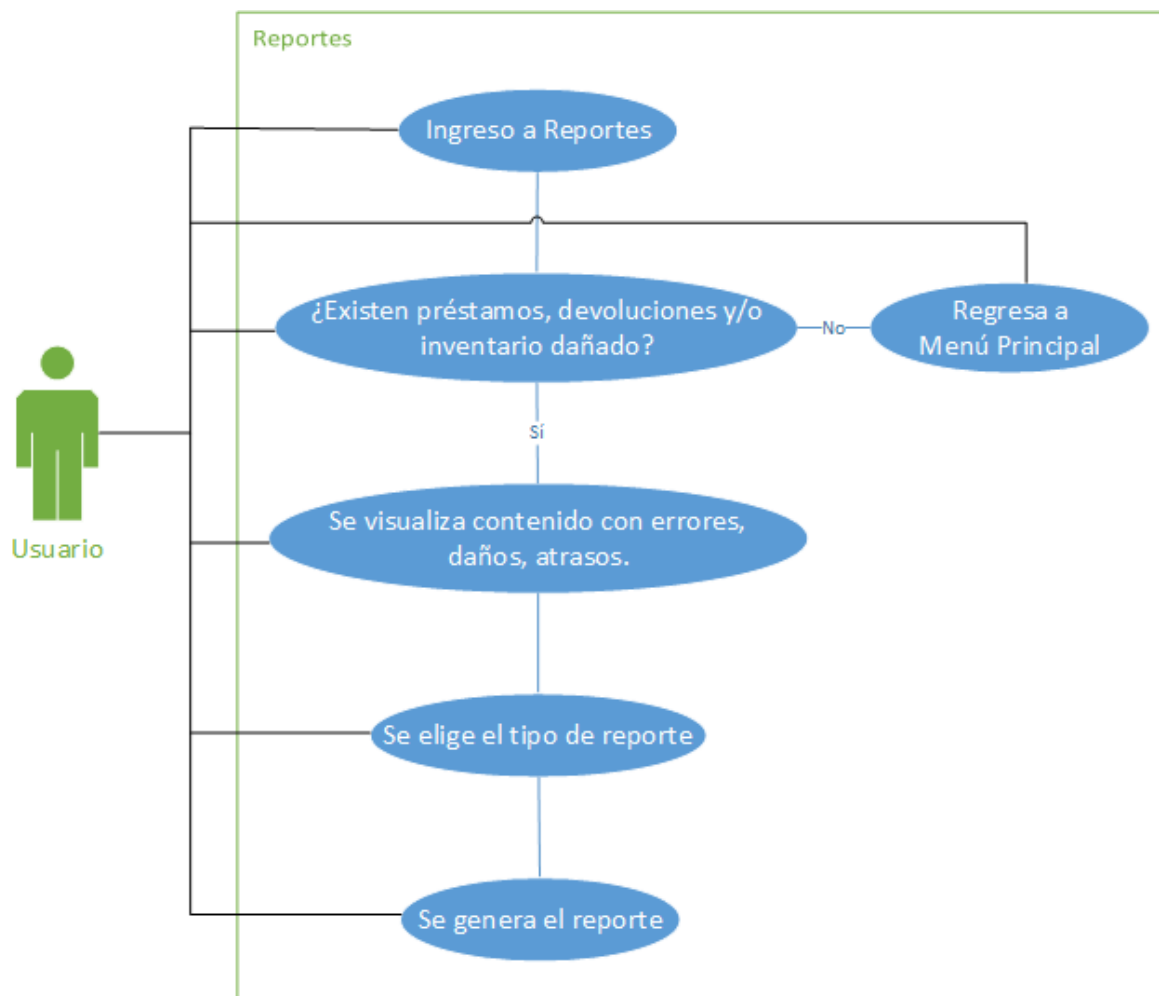 Reportes
Ingreso a Reportes
¿Existen préstamos, devoluciones y/o
inventario dañado?
No
Regresa a
Menú Principal
Sí
Se visualiza contenido con errores,
daños, atrasos.
Usuario
Se elige el tipo de reporte
Se genera el reporte